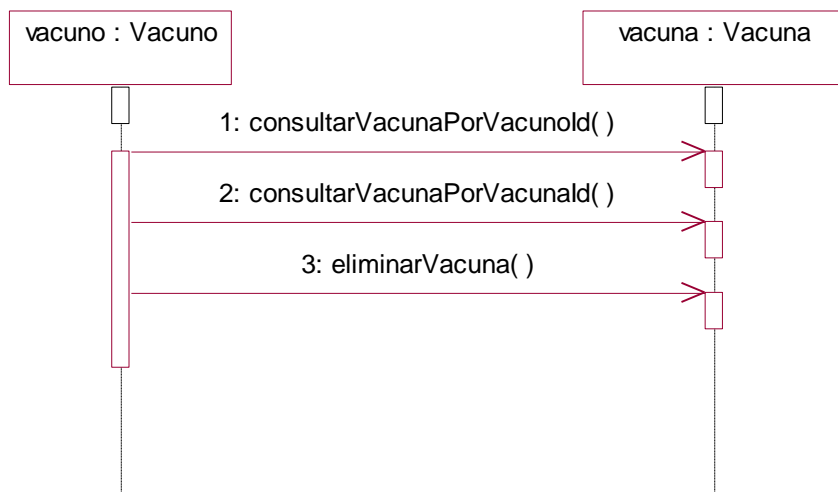 vacuno : Vacuno
vacuna : Vacuna
1: consultarVacunaPorVacunoId( )
2: consultarVacunaPorVacunaId( )
3: eliminarVacuna( )